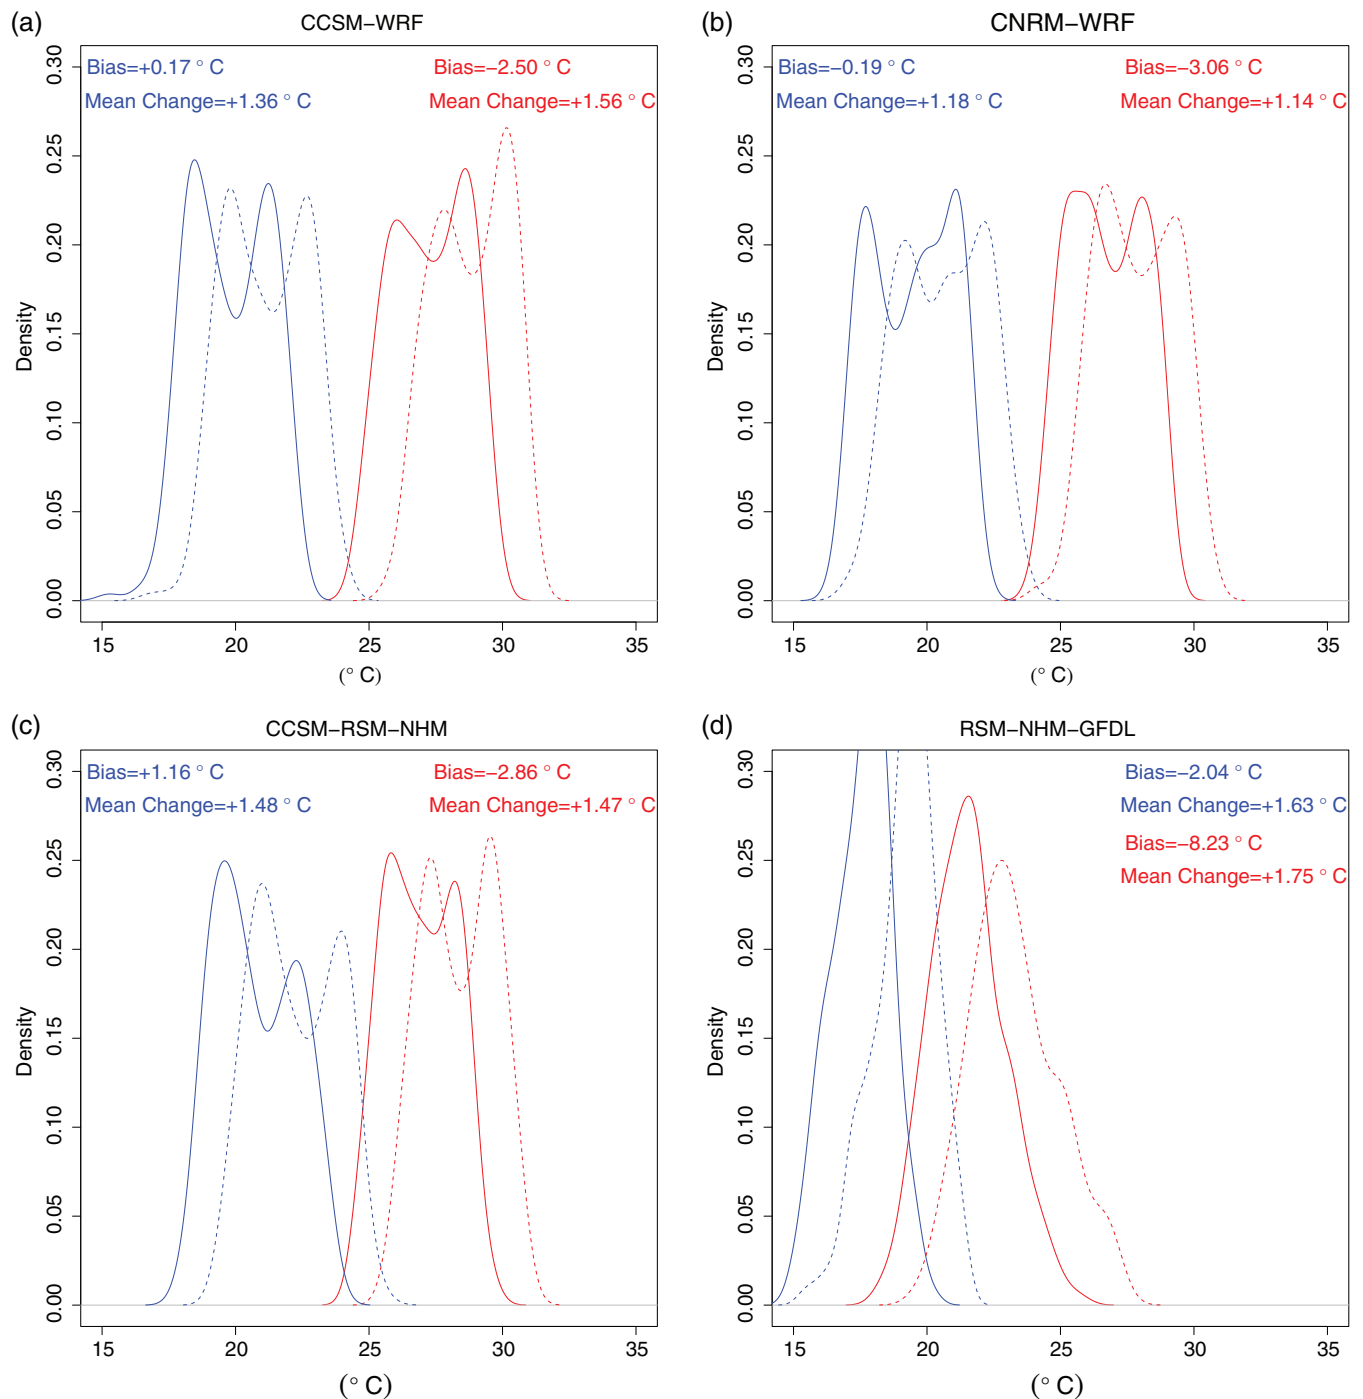 (a)
CCSM−WRF
Bias=+0.17 ° C
Mean Change=+1.36 ° C
Bias=−2.50 ° C
Mean Change=+1.56 ° C
Density
0.00
0.05
0.10
0.15
0.20
0.25
0.30
15
20
25
30
35
(° C)
(b)
CNRM−WRF
Bias=−0.19 ° C
Mean Change=+1.18 ° C
Bias=−3.06 ° C
Mean Change=+1.14 ° C
Density
0.00
0.05
0.10
0.15
0.20
0.25
0.30
15
20
25
30
35
(° C)
(c)
CCSM-RSM-NHM
Bias=+1.16 ° C
Mean Change=+1.48 ° C
Bias=−2.86 ° C
Mean Change=+1.47 ° C
Density
0.00
0.05
0.10
0.15
0.20
0.25
0.30
15
20
25
30
35
(° C)
(d)
RSM-NHM-GFDL
Bias=−2.04 ° C
Mean Change=+1.63 ° C
Bias=−8.23 ° C
Mean Change=+1.75 ° C
Density
0.00
0.05
0.10
0.15
0.20
0.25
0.30
15
20
25
30
35
(° C)